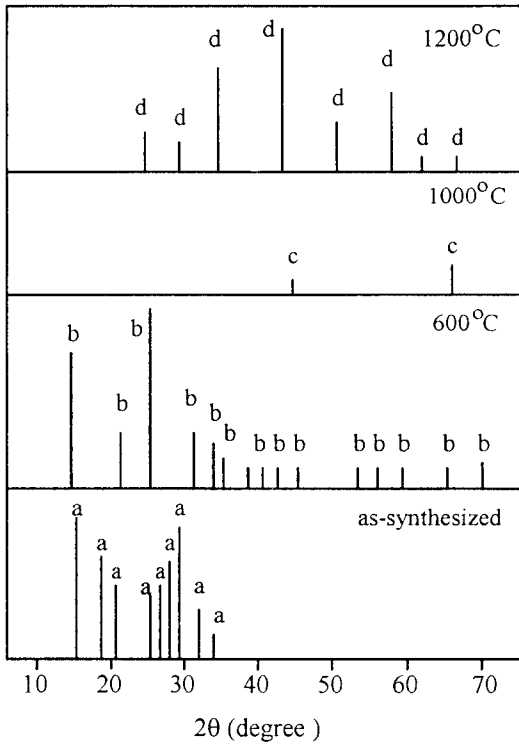 1200°C
d d d d d d d d
1000°C
c c
600°C
b b b b b b b b b b b b b
as-synthesized
a a a a a a a a a
10 20 30 40 50 60 70
2θ (degree )